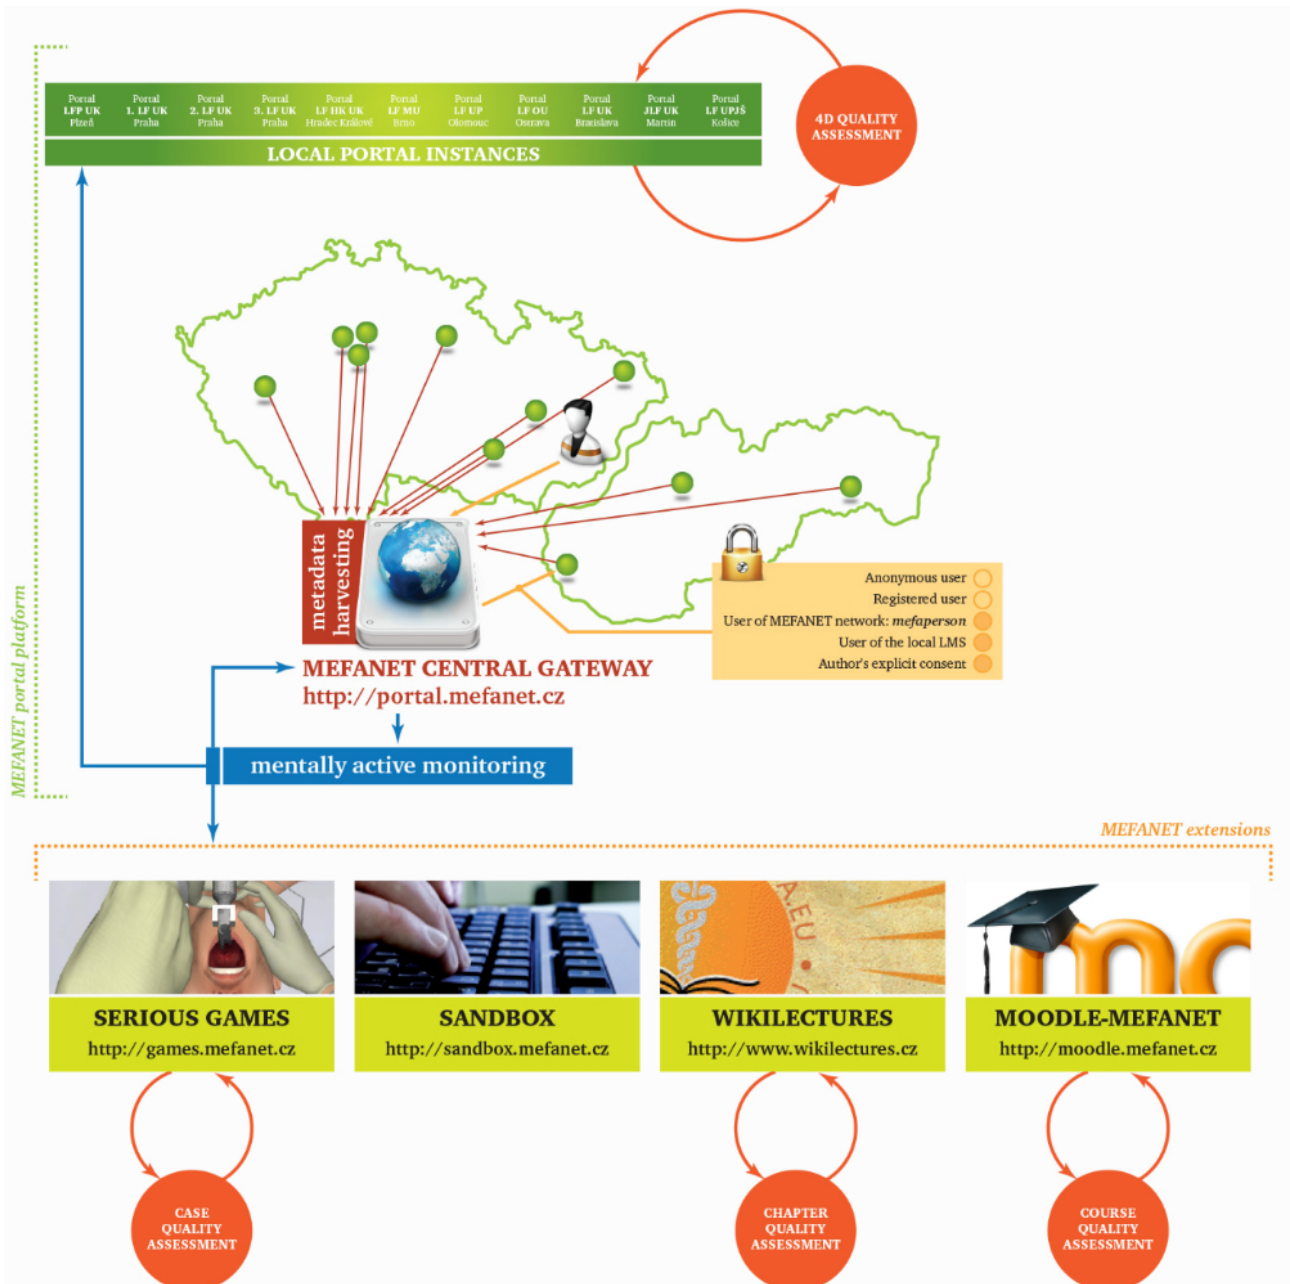 Portal
LFP UK
Plzeň
Portal
1. LF UK
Praha
Portal
2. LF UK
Praha
Portal
3. LF UK
Praha
Portal
LF HK UK
Hradec Králové
Portal
LF MU
Brno
Portal
LF UP
Olomouc
Portal
LF OU
Ostrava
Portal
LF UK
Bratislava
Portal
JLF UK
Martin
Portal
LF UPJŠ
Košice
LOCAL PORTAL INSTANCES
4D QUALITY
ASSESSMENT
MEFANET portal platform
metadata
harvesting
Anonymous user
Registered user
User of MEFANET network: mefaperson
User of the local LMS
Author's explicit consent
MEFANET CENTRAL GATEWAY
http://portal.mefanet.cz
mentally active monitoring
MEFANET extensions
A.EU
mo
SERIOUS GAMES
http://games.mefanet.cz
SANDBOX
http://sandbox.mefanet.cz
WIKILECTURES
http://www.wikilectures.cz
MOODLE-MEFANET
http://moodle.mefanet.cz
CASE
QUALITY
ASSESSMENT
CHAPTER
QUALITY
ASSESSMENT
COURSE
QUALITY
ASSESSMENT